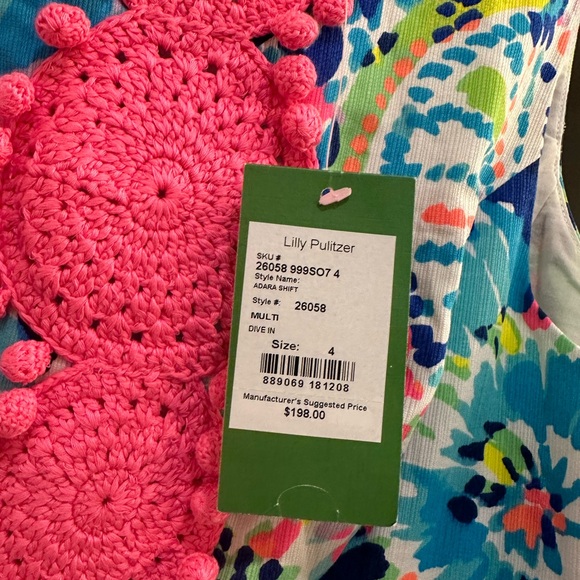 Lilly Pulitzer
SKU #
26058 999SO7 4
Style Name:
ADARA SHIFT
Style #: 26058
MULTI
DIVE IN
Size: 4
889069 181208
Manufacturer's Suggested Price
$198.00